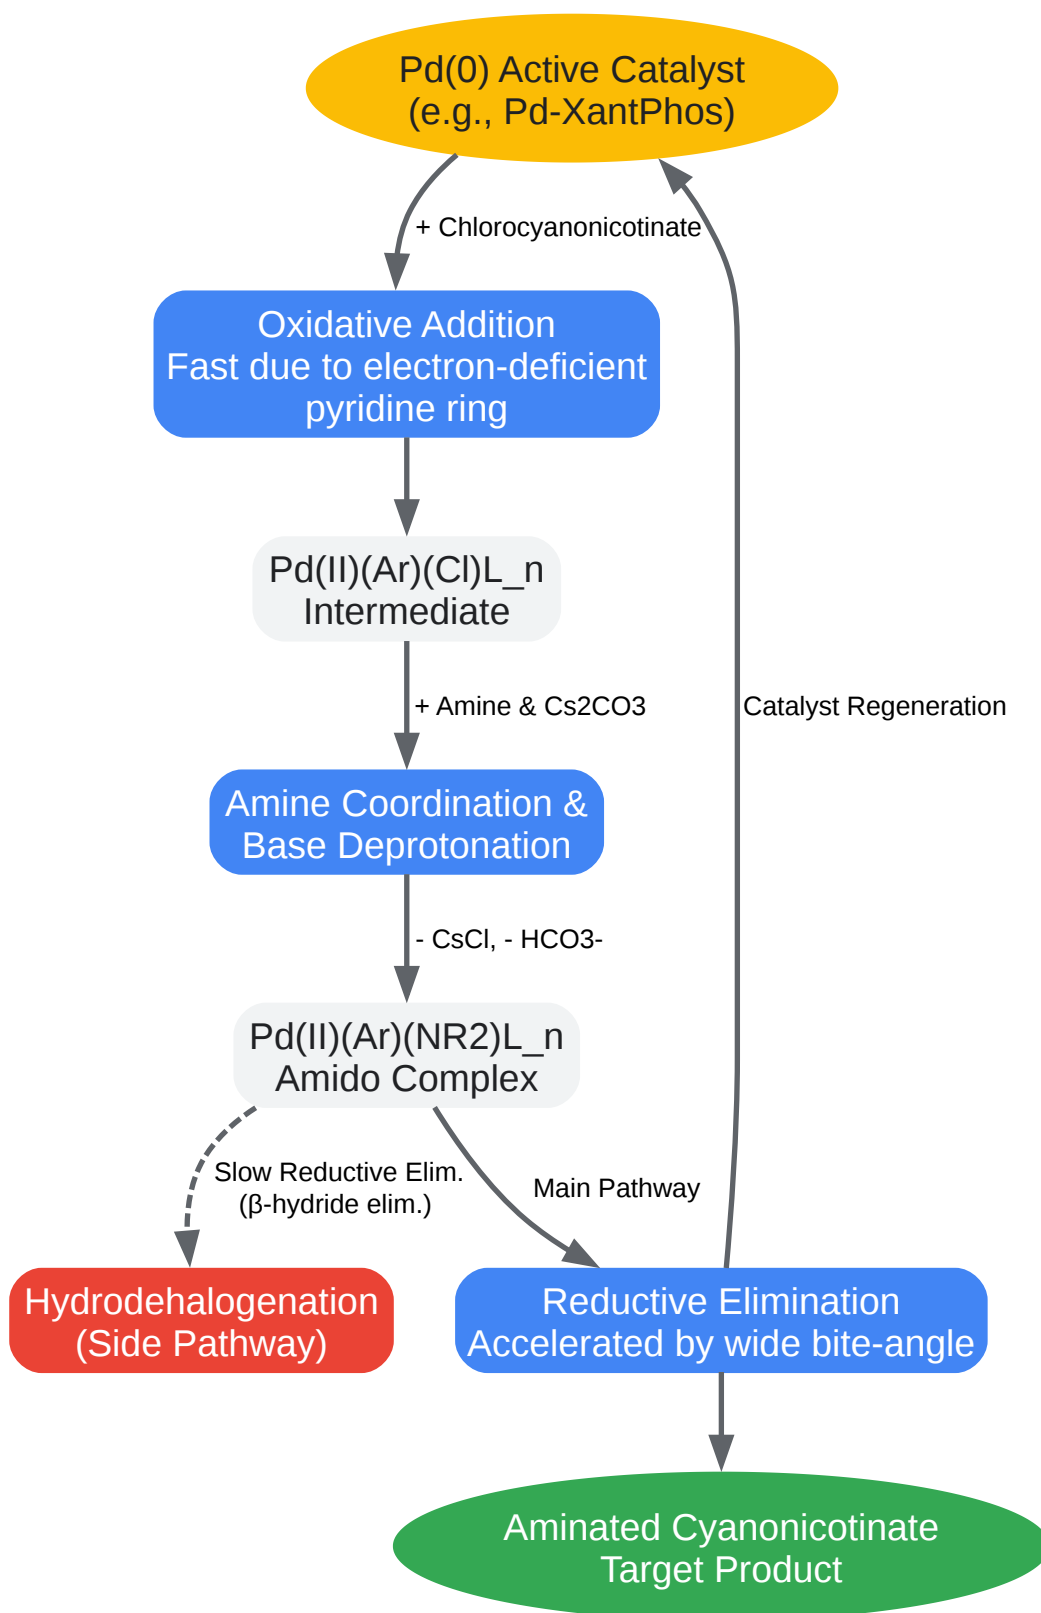 Pd(0) Active Catalyst
(e.g., Pd-XantPhos)
+ Chlorocyanonicotinate
Oxidative Addition
Fast due to electron-deficient
pyridine ring
Pd(II)(Ar)(Cl)L_n
Intermediate
+ Amine & Cs2CO3
Catalyst Regeneration
Amine Coordination &
Base Deprotonation
- CsCl, - HCO3-
Pd(II)(Ar)(NR2)L_n
Amido Complex
Slow Reductive Elim.
(β-hydride elim.)
Main Pathway
Hydrodehalogenation
(Side Pathway)
Reductive Elimination
Accelerated by wide bite-angle
Aminated Cyanonicotinate
Target Product